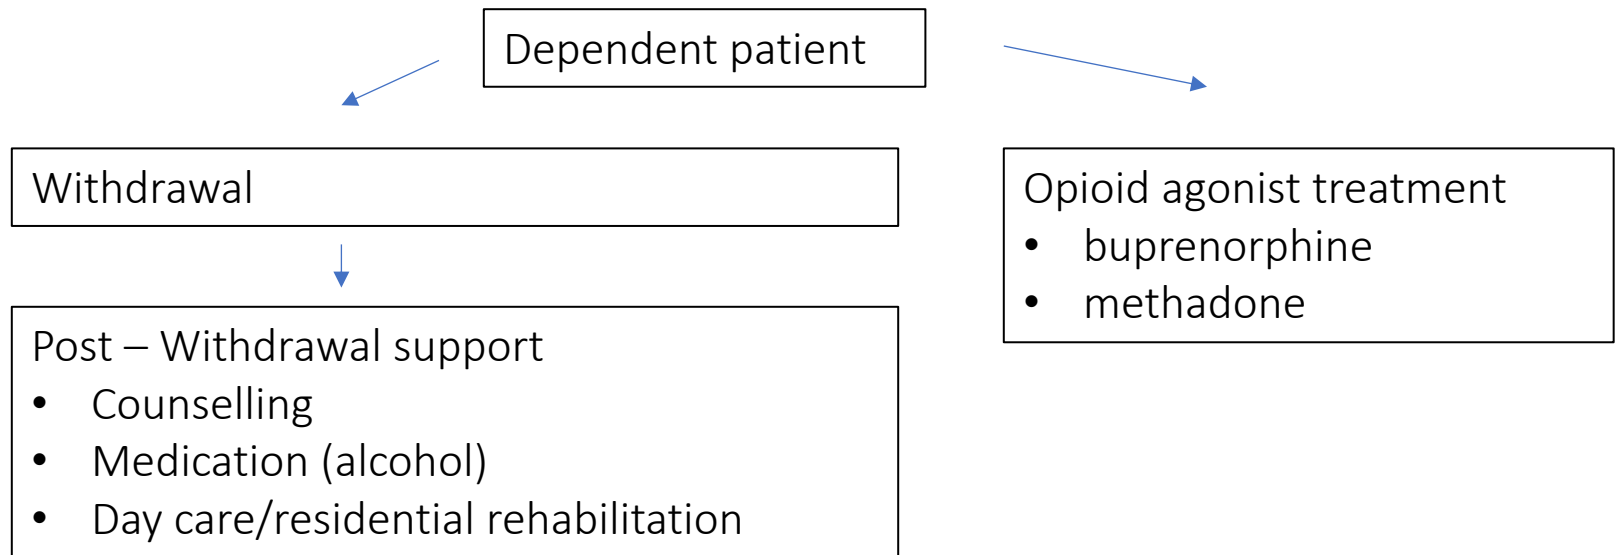 Dependent patient
Withdrawal
Post – Withdrawal support
• Counselling
• Medication (alcohol)
• Day care/residential rehabilitation
Opioid agonist treatment
• buprenorphine
• methadone